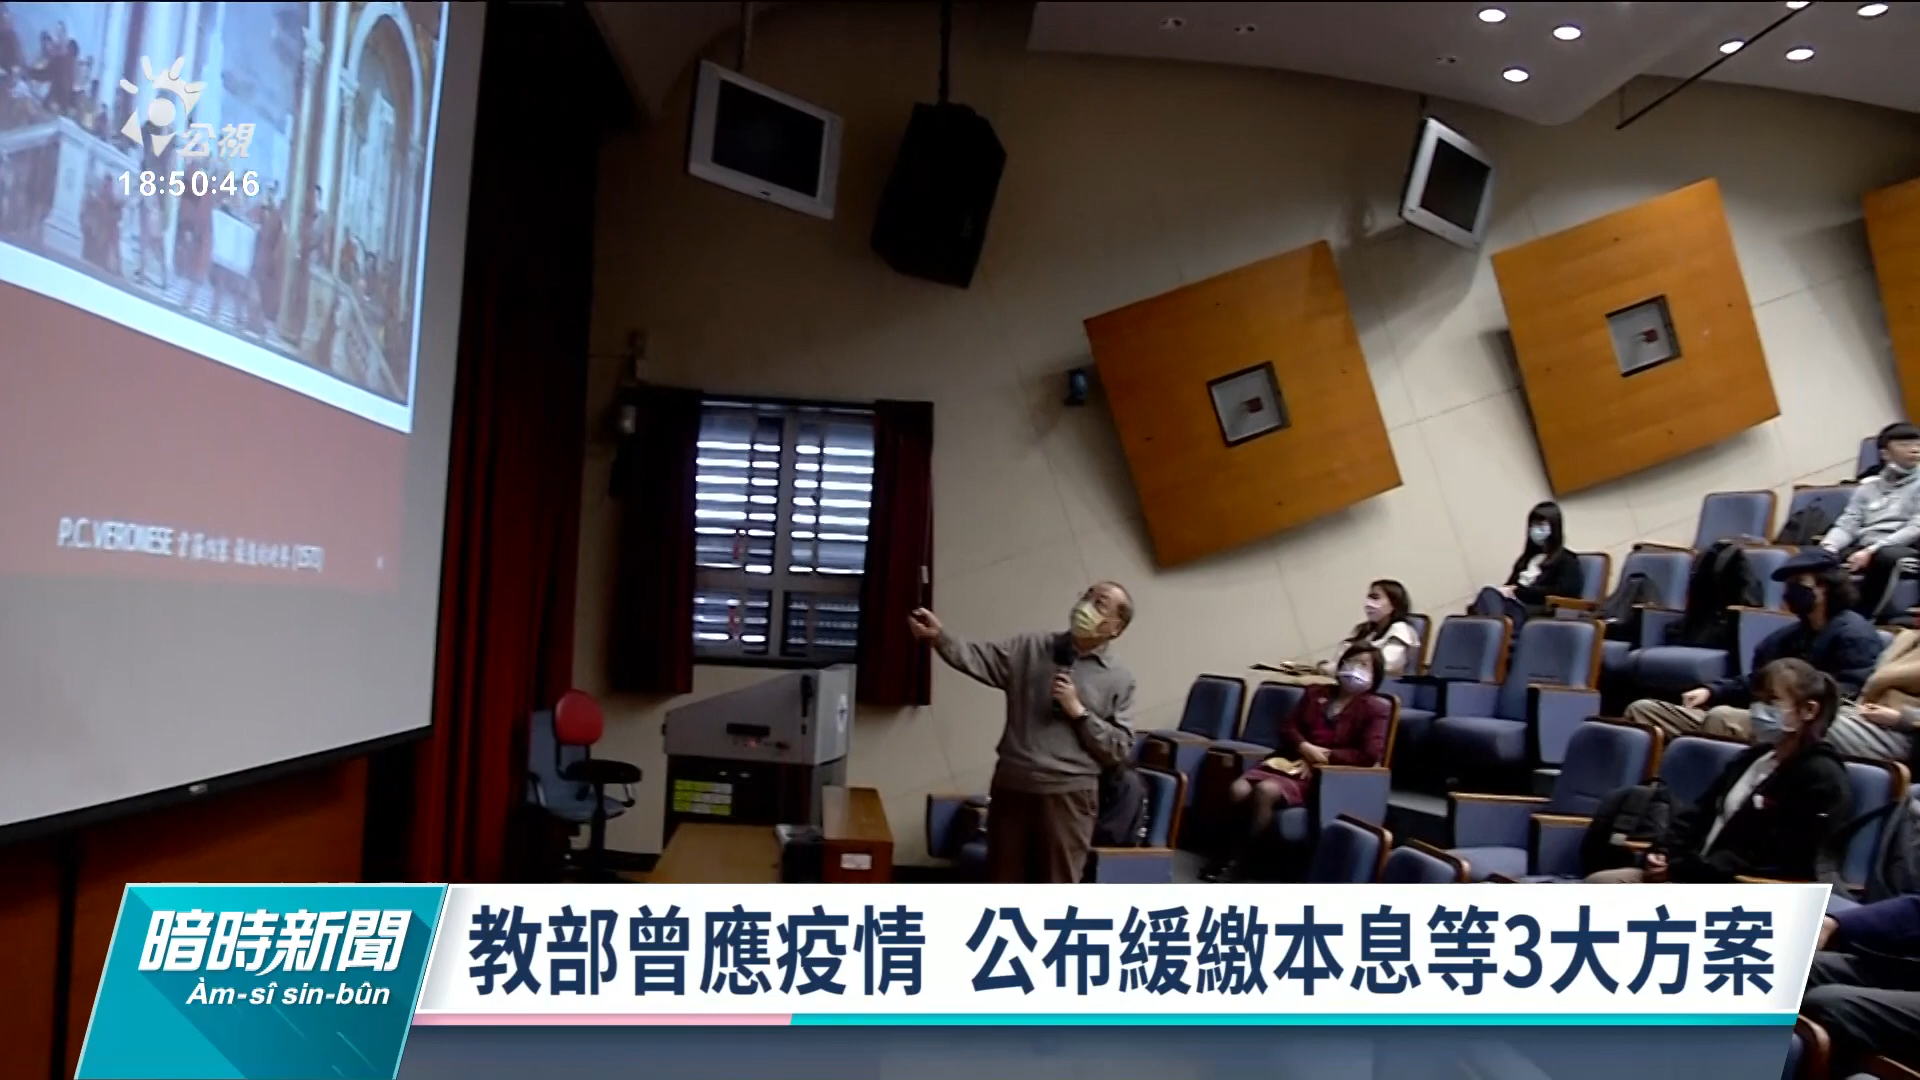 公視
18:50:46
P.C. VERONESE
暗時新聞
Àm-sî sin-bûn
教部曾應疫情 公布緩繳本息等3大方案